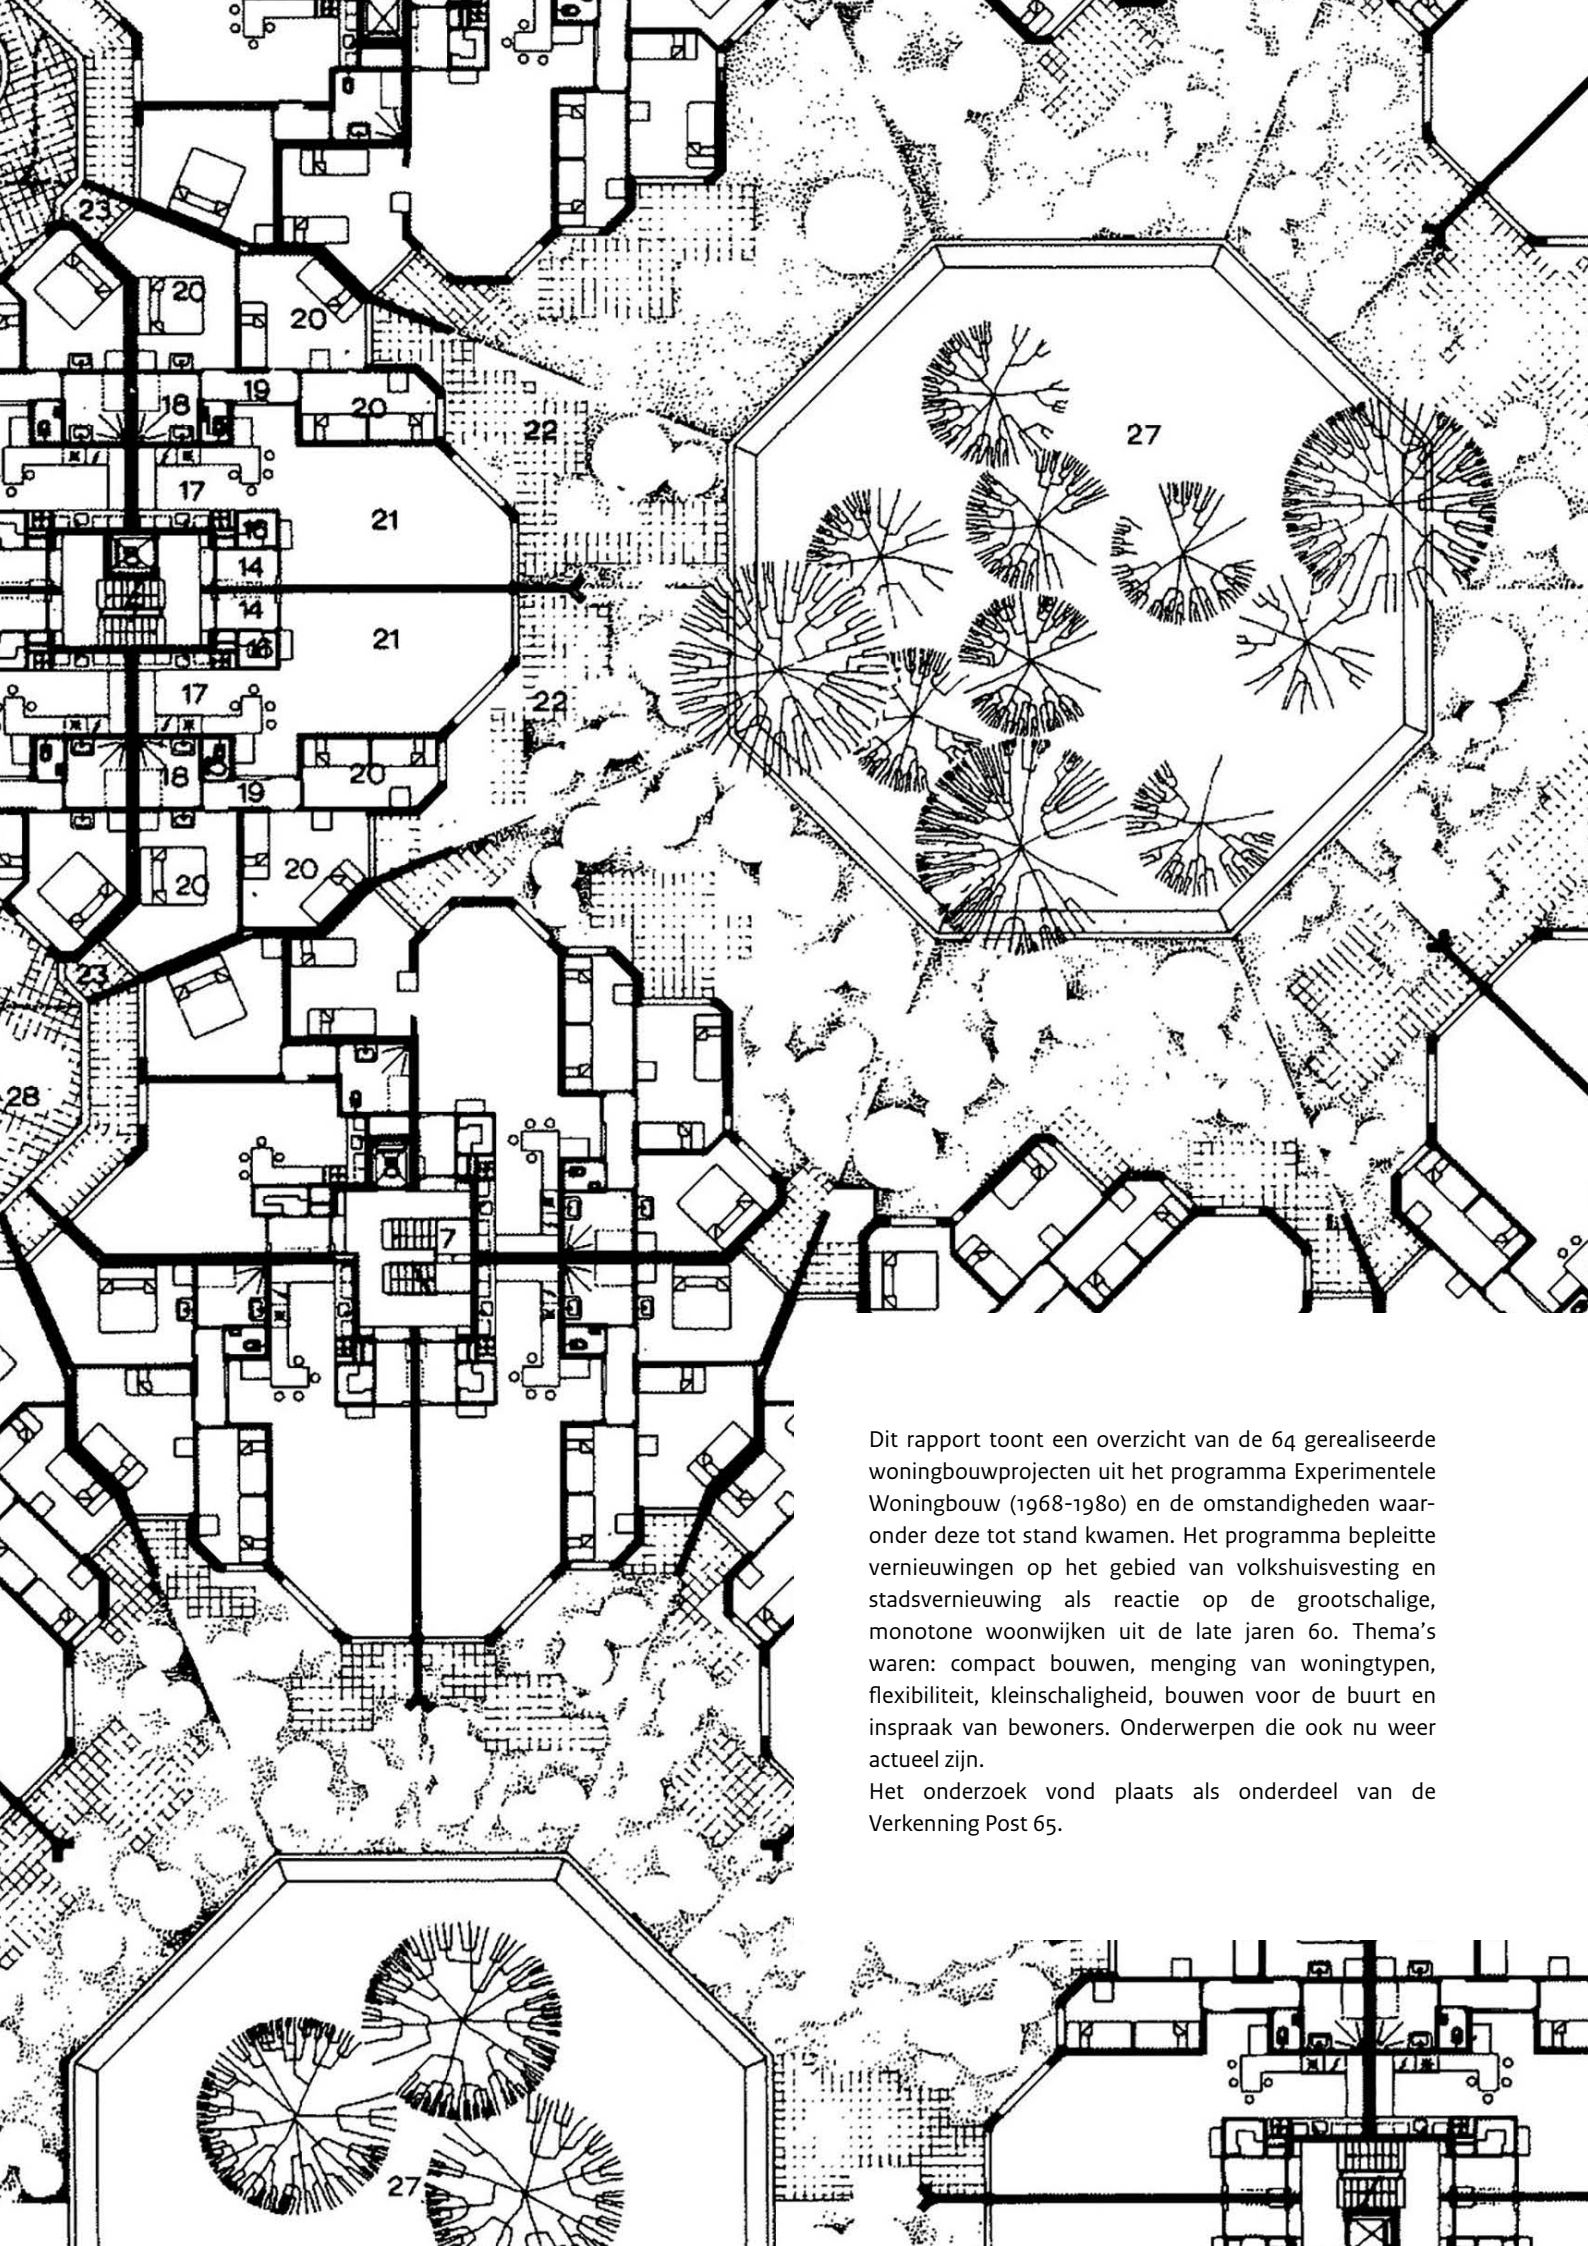 23
20
20
19
18
20
22
27
17
21
16
14
14
21
16
17
22
18
20
19
20
20
23
28
7
Dit rapport toont een overzicht van de 64 gerealiseerde
woningbouwprojecten uit het programma Experimentele
Woningbouw (1968-1980) en de omstandigheden waar-
onder deze tot stand kwamen. Het programma bepleitte
vernieuwingen op het gebied van volkshuisvesting en
stadsvernieuwing als reactie op de grootschalige,
monotone woonwijken uit de late jaren 60. Thema’s
waren: compact bouwen, menging van woningtypen,
flexibiliteit, kleinschaligheid, bouwen voor de buurt en
inspraak van bewoners. Onderwerpen die ook nu weer
actueel zijn.
Het onderzoek vond plaats als onderdeel van de
Verkenning Post 65.
27